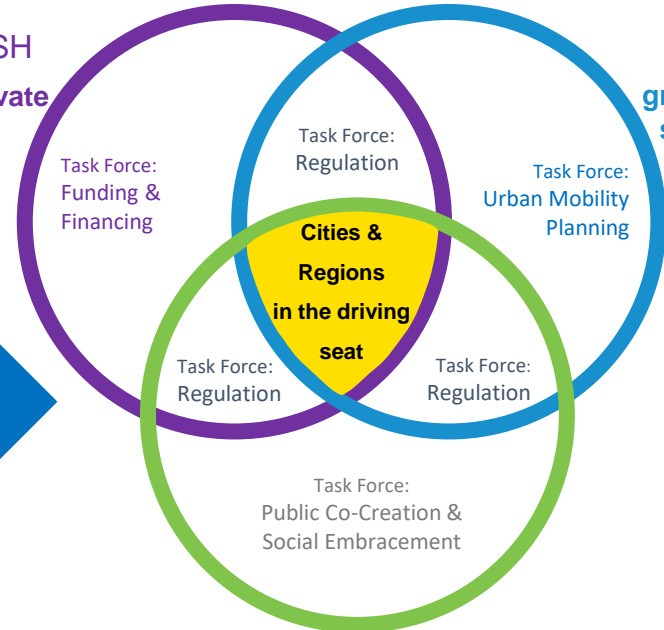 SH
vate
gr
s
Task Force:
Regulation
Task Force:
Funding &
Financing
Task Force:
Urban Mobility
Planning
Cities &
Regions
in the driving
seat
Task Force:
Regulation
Task Force:
Regulation
Task Force:
Public Co-Creation &
Social Embracement